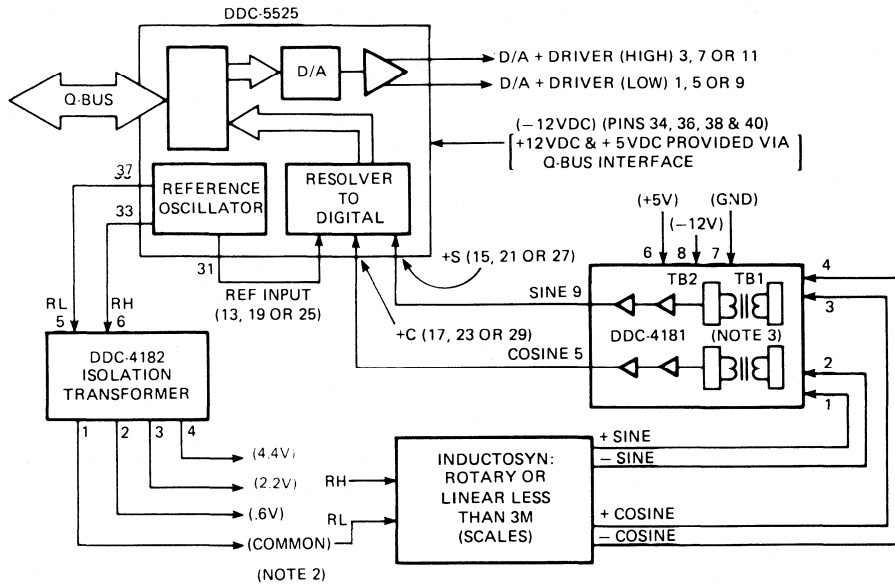 DDC-5525
Q-BUS
D/A
D/A + DRIVER (HIGH) 3, 7 OR 11
D/A + DRIVER (LOW) 1, 5 OR 9
(−12VDC) (PINS 34, 36, 38 & 40)
+12VDC & + 5VDC PROVIDED VIA
Q-BUS INTERFACE
37
33
REFERENCE
OSCILLATOR
RESOLVER
TO
DIGITAL
31
REF INPUT
(13, 19 OR 25)
+S (15, 21 OR 27)
+C (17, 23 OR 29)
(+5V)
(GND)
(−12V)
6
8
7
TB2
TB1
4
3
SINE 9
DDC-4181
(NOTE 3)
COSINE 5
2
1
RL
RH
5
6
DDC-4182
ISOLATION
TRANSFORMER
1
2
3
4
(4.4V)
(2.2V)
(.6V)
(COMMON)
(NOTE 2)
RH
RL
INDUCTOSYN:
ROTARY OR
LINEAR LESS
THAN 3M
(SCALES)
+ SINE
− SINE
+ COSINE
− COSINE